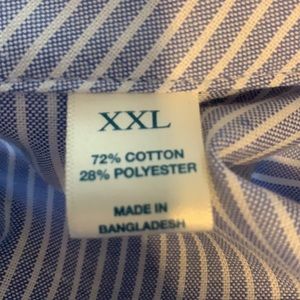 XXL
72% COTTON
28% POLYESTER
MADE IN
BANGLADESH